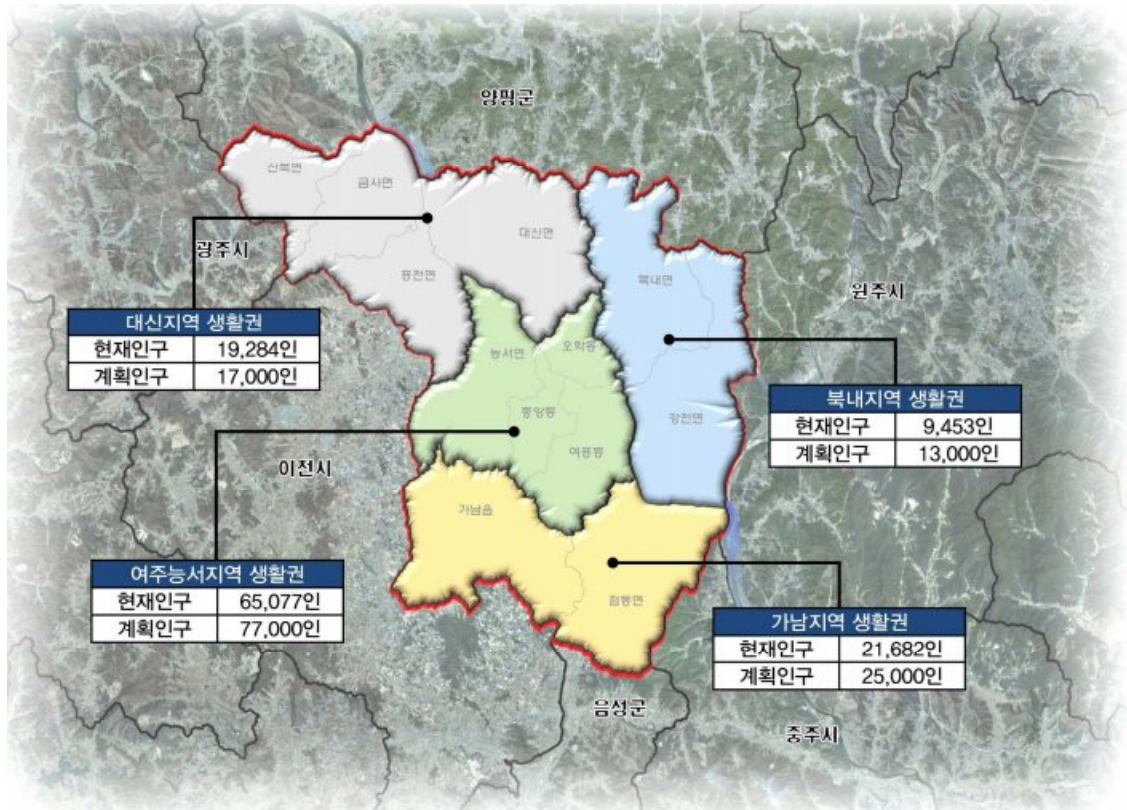 양평군
산북면
금사면
대신면
흥천면
광주시
북내면
원주시
대신지역 생활권
현재인구 19,284인
계획인구 17,000인
능서면
오학동
북내지역 생활권
현재인구 9,453인
계획인구 13,000인
중앙동
강천면
여흥동
이천시
가남읍
여주능서지역 생활권
현재인구 65,077인
계획인구 77,000인
점동면
가남지역 생활권
현재인구 21,682인
계획인구 25,000인
음성군
충주시